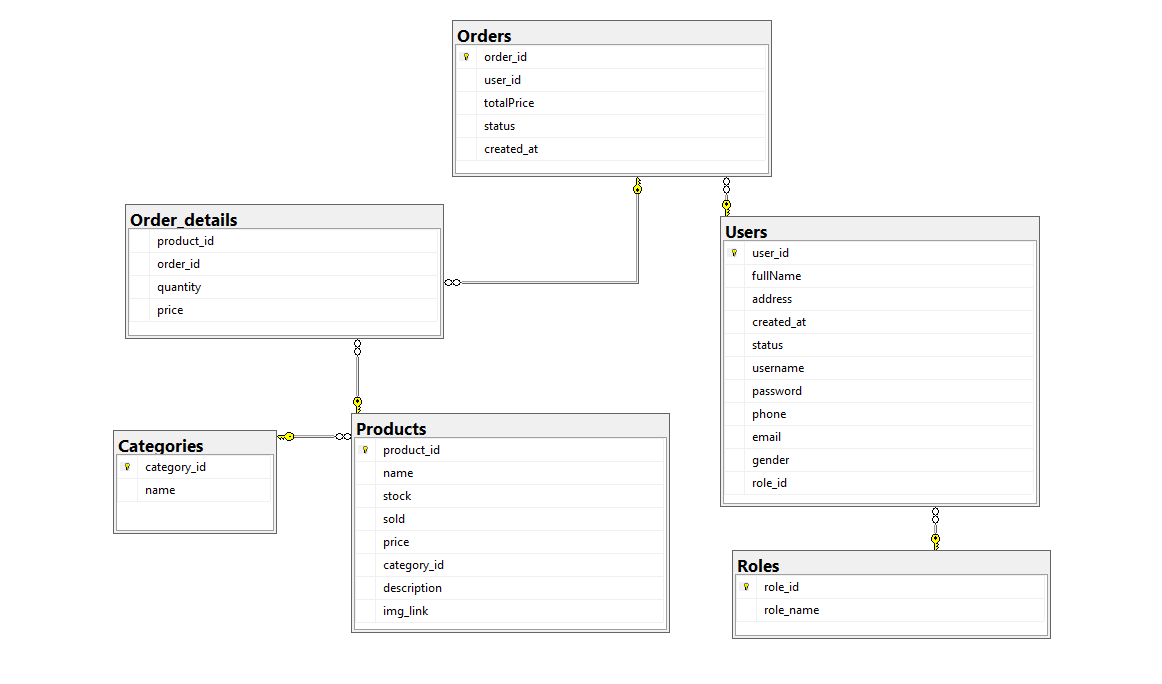 Orders
order_id
user_id
totalPrice
status
created_at
Order_details
product_id
order_id
quantity
price
Users
user_id
fullName
address
created_at
status
username
password
phone
email
gender
role_id
Categories
category_id
name
Products
product_id
name
stock
sold
price
category_id
description
img_link
Roles
role_id
role_name